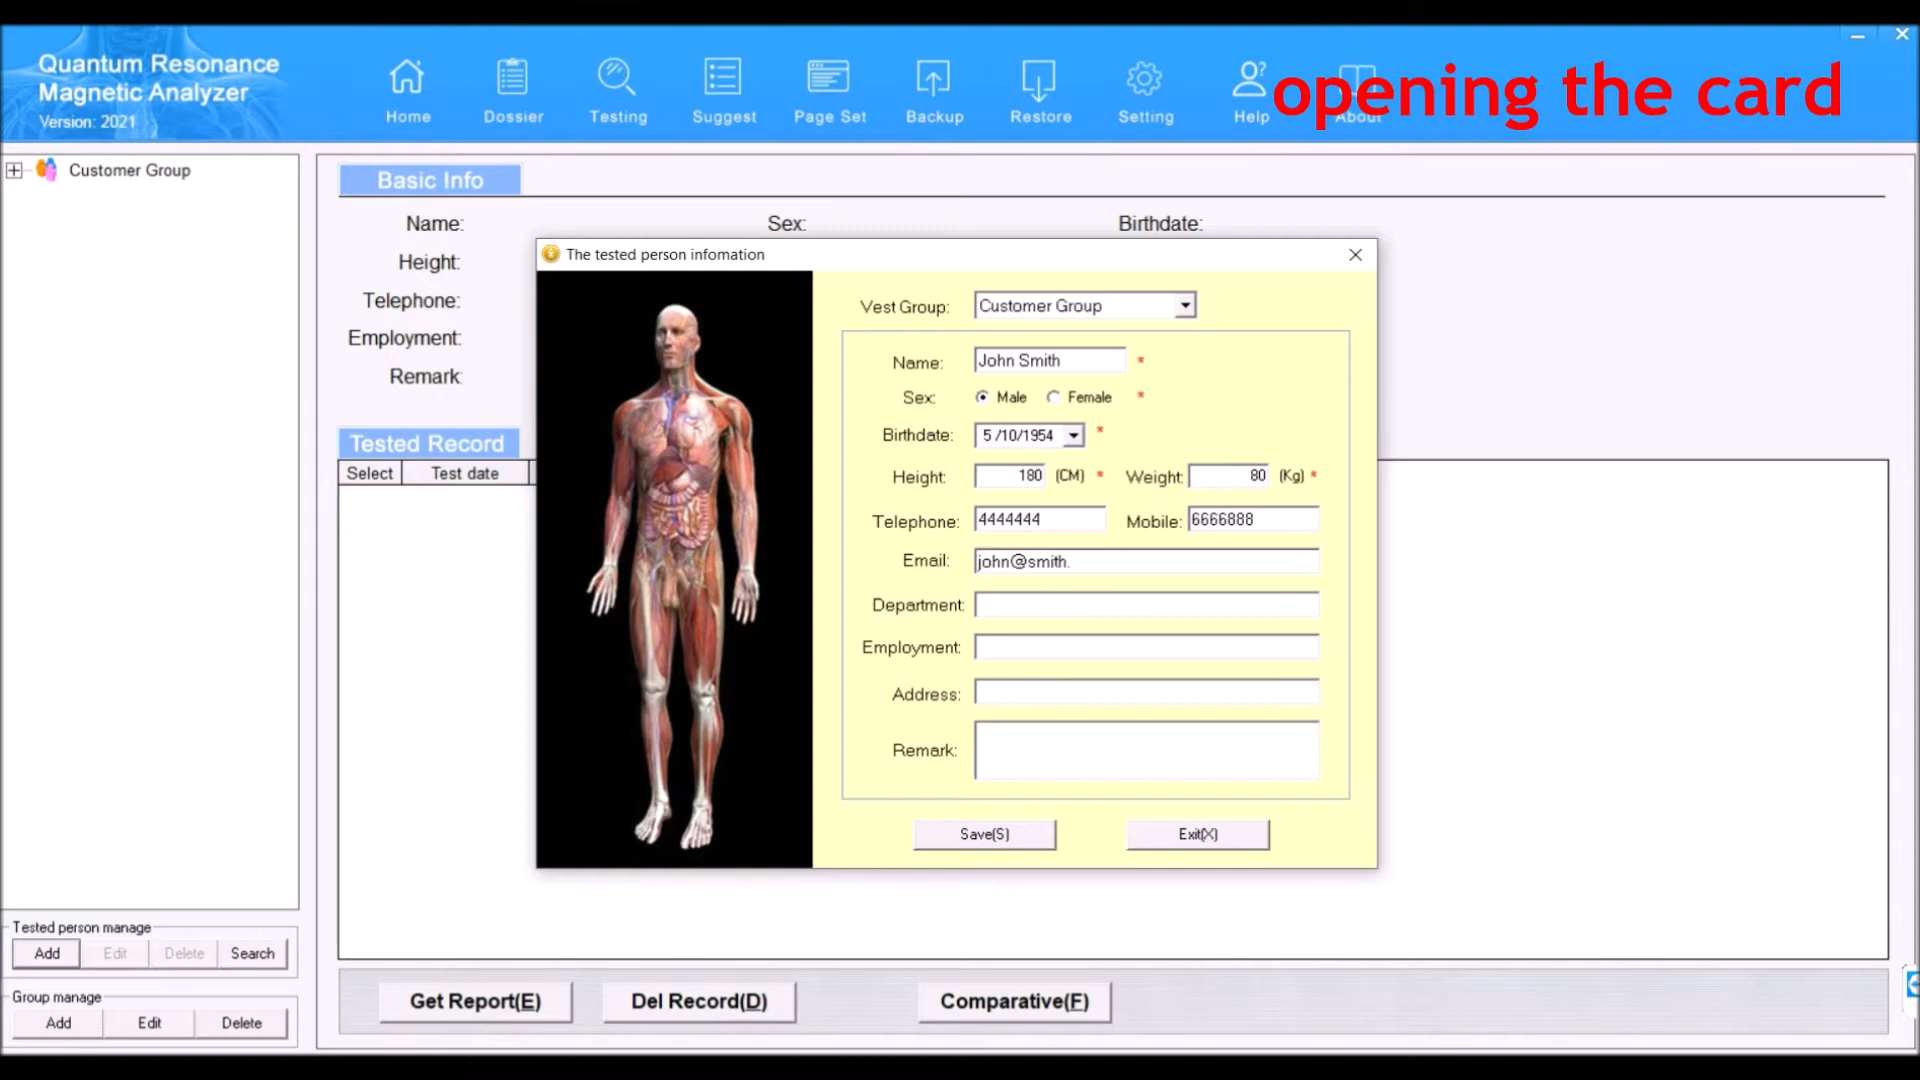 Quantum Resonance
Magnetic Analyzer
Version: 2021
Home
Dossier
Testing
Suggest
Page Set
Backup
Restore
Setting
Help
About
opening the card
Customer Group
Basic Info
Name:
Sex:
Birthdate:
Height:
Telephone:
Employment:
Remark:
Tested Record
Select
Test date
The tested person infomation
Vest Group:
Customer Group
Name:
John Smith
*
Sex:
Male
Female
*
Birthdate:
5 /10/1954
*
Height:
180
(CM)
*
Weight:
80
(Kg)
*
Telephone:
4444444
Mobile:
6666888
Email:
john@smith.
Department:
Employment:
Address:
Remark:
Save(S)
Exit(X)
Tested person manage
Add
Edit
Delete
Search
Group manage
Add
Edit
Delete
Get Report(E)
Del Record(D)
Comparative(F)